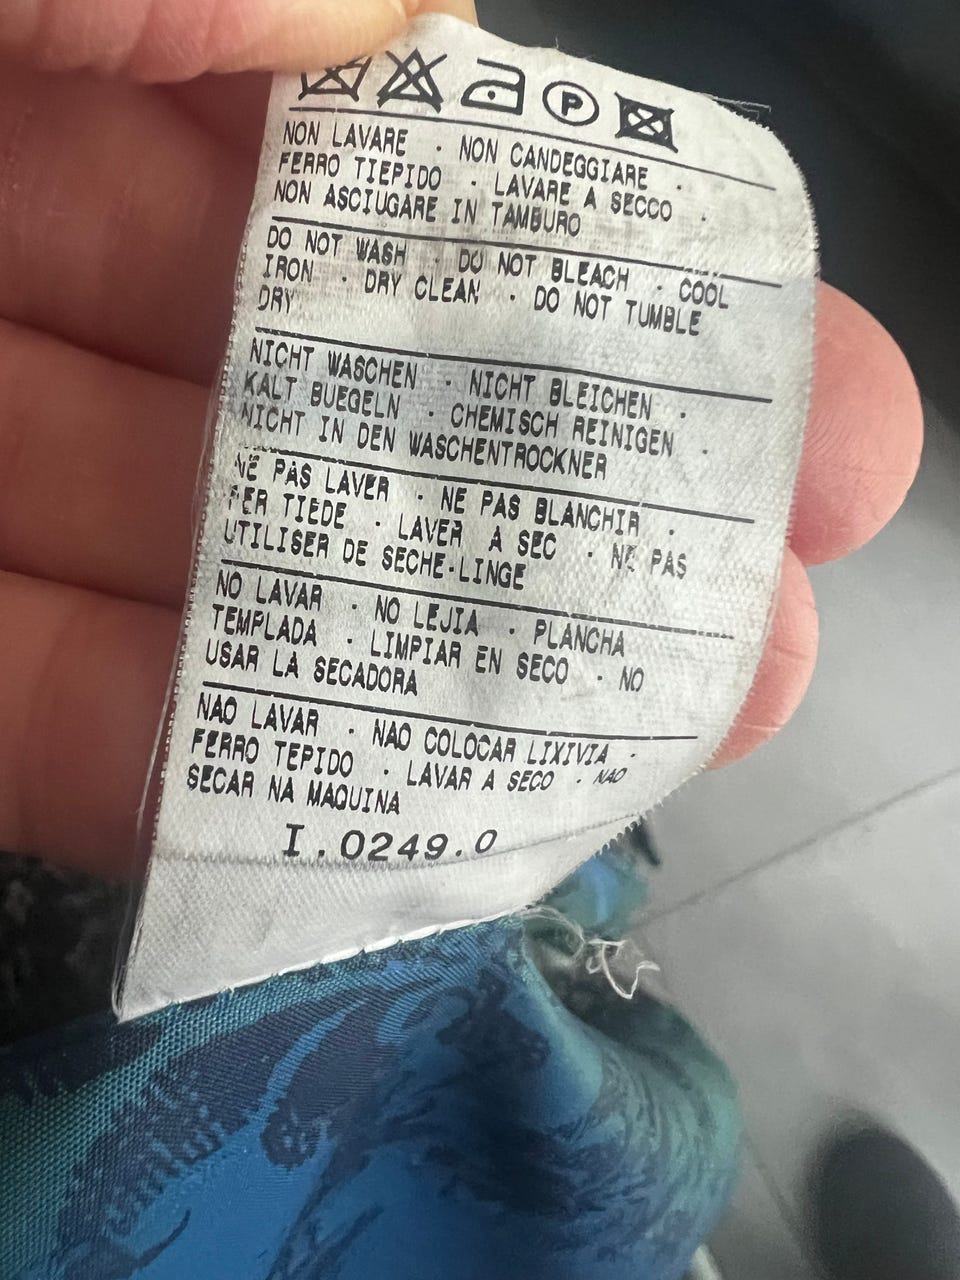 P
NON LAVARE · NON CANDEGGIARE ·
FERRO TIEPIDO · LAVARE A SECCO ·
NON ASCIUGARE IN TAMBURO
DO NOT WASH · DO NOT BLEACH · COOL
IRON · DRY CLEAN · DO NOT TUMBLE
DRY
NICHT WASCHEN · NICHT BLEICHEN ·
KALT BUEGELN · CHEMISCH REINIGEN ·
NICHT IN DEN WASCHENTROCKNER
NE PAS LAVER · NE PAS BLANCHIR ·
FER TIEDE · LAVER A SEC · NE PAS
UTILISER DE SECHE-LINGE
NO LAVAR · NO LEJIA · PLANCHA
TEMPLADA · LIMPIAR EN SECO · NO
USAR LA SECADORA
NAO LAVAR · NAO COLOCAR LIXIVIA ·
FERRO TEPIDO · LAVAR A SECO · NAO
SECAR NA MAQUINA
I.0249.0